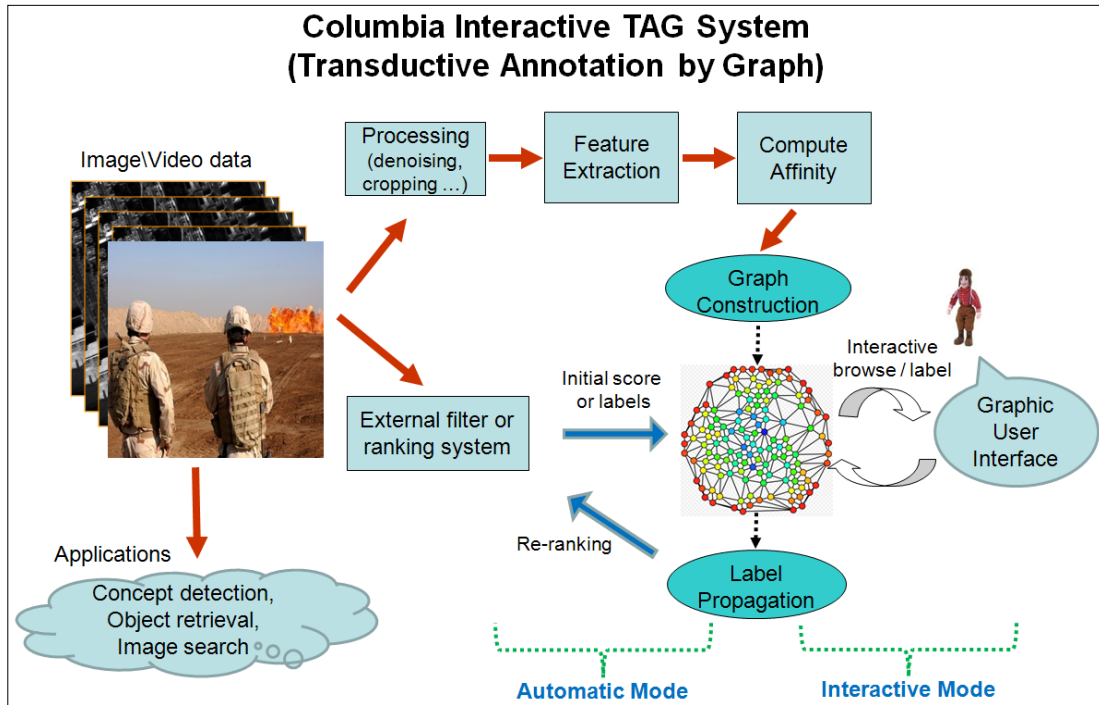 Columbia Interactive TAG System
(Transductive Annotation by Graph)
Image\Video data
Processing
(denoising,
cropping ...)
Feature
Extraction
Compute
Affinity
Graph
Construction
Interactive
browse / label
Graphic
User
Interface
Initial score
or labels
External filter or
ranking system
Re-ranking
Label
Propagation
Applications
Concept detection,
Object retrieval,
Image search
Automatic Mode
Interactive Mode